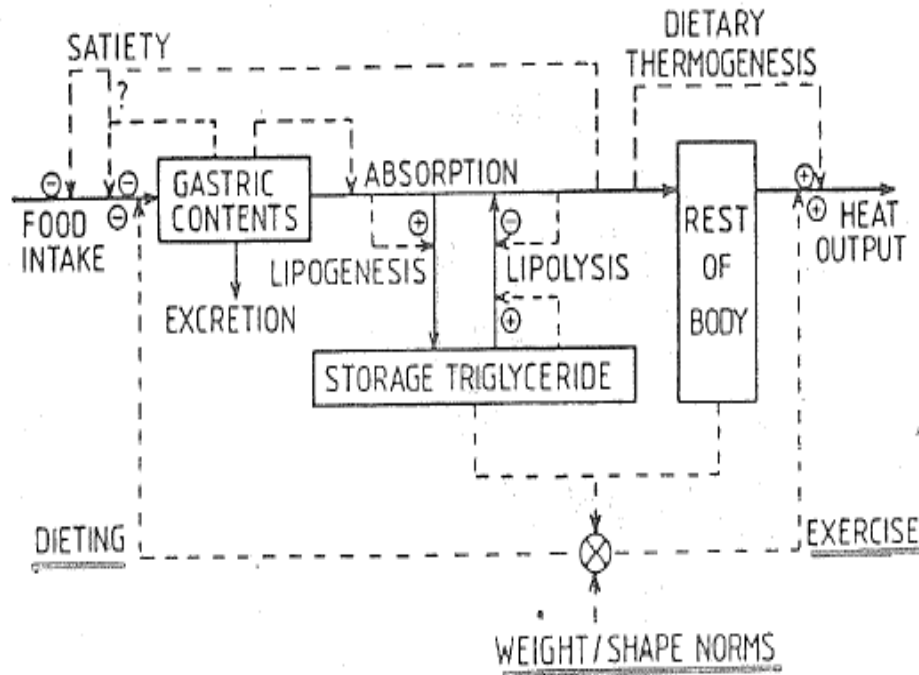 SATIETY
DIETARY
THERMOGENESIS
?
⊖
⊖
⊖
FOOD
INTAKE
GASTRIC
CONTENTS
ABSORPTION
⊕
LIPOGENESIS
⊖
LIPOLYSIS
⊕
EXCRETION
STORAGE TRIGLYCERIDE
REST
OF
BODY
⊕
⊕
HEAT
OUTPUT
DIETING
EXERCISE
WEIGHT/SHAPE NORMS